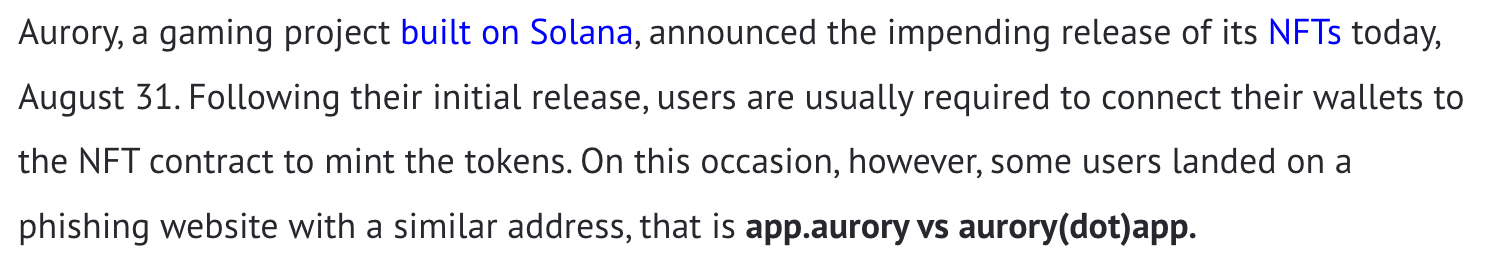 Aurory, a gaming project built on Solana, announced the impending release of its NFTs today,
August 31. Following their initial release, users are usually required to connect their wallets to
the NFT contract to mint the tokens. On this occasion, however, some users landed on a
phishing website with a similar address, that is app.aurory vs aurory(dot)app.